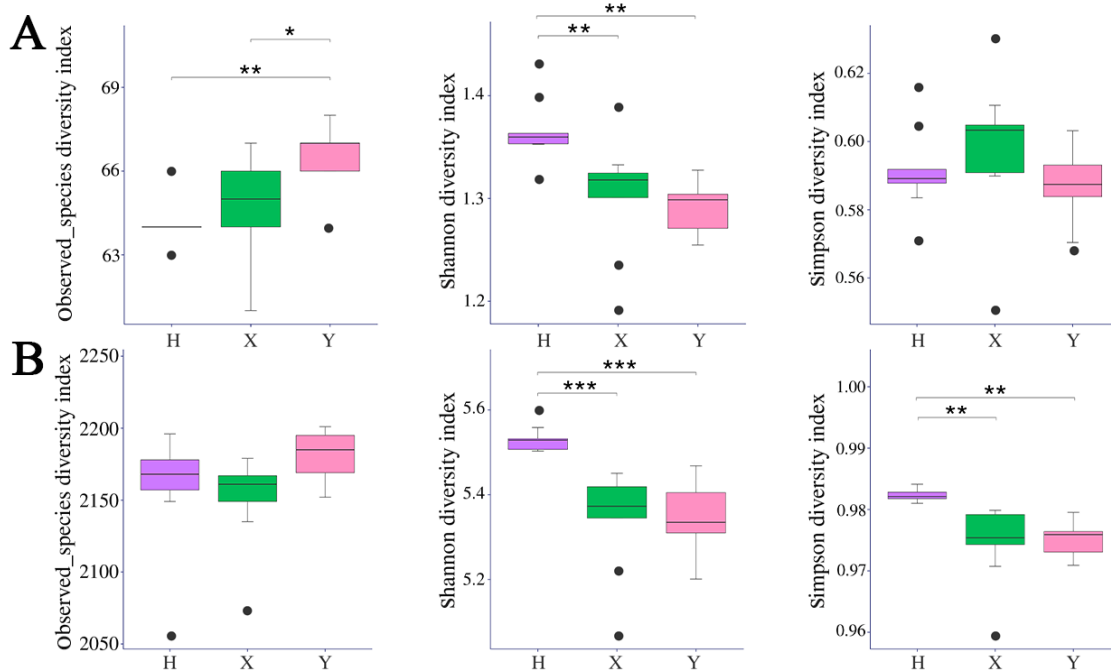 A
Observed_species diversity index
69
66
63
*
**
H X Y
Shannon diversity index
1.4
1.3
1.2
**
**
H X Y
Simpson diversity index
0.62
0.60
0.58
0.56
H X Y
B
Observed_species diversity index
2250
2200
2150
2100
2050
H X Y
Shannon diversity index
5.6
5.4
5.2
***
***
H X Y
Simpson diversity index
1.00
0.99
0.98
0.97
0.96
**
**
H X Y